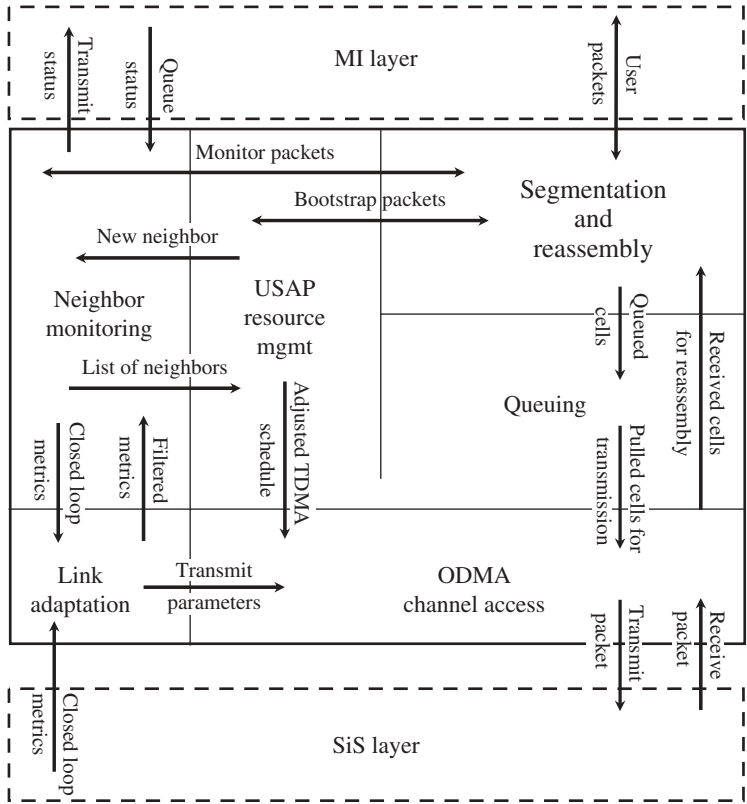 Transmit
status
Queue
status
MI layer
User
packets
Monitor packets
Bootstrap packets
Segmentation
and
reassembly
New neighbor
Neighbor
monitoring
USAP
resource
mgmt
List of neighbors
Queued
cells
Received cells
for reassembly
Queuing
Closed loop
metrics
Filtered
metrics
Adjusted TDMA
schedule
Pulled cells for
transmission
Link
adaptation
Transmit
parameters
ODMA
channel access
Transmit
packet
Receive
packet
Closed loop
metrics
SiS layer